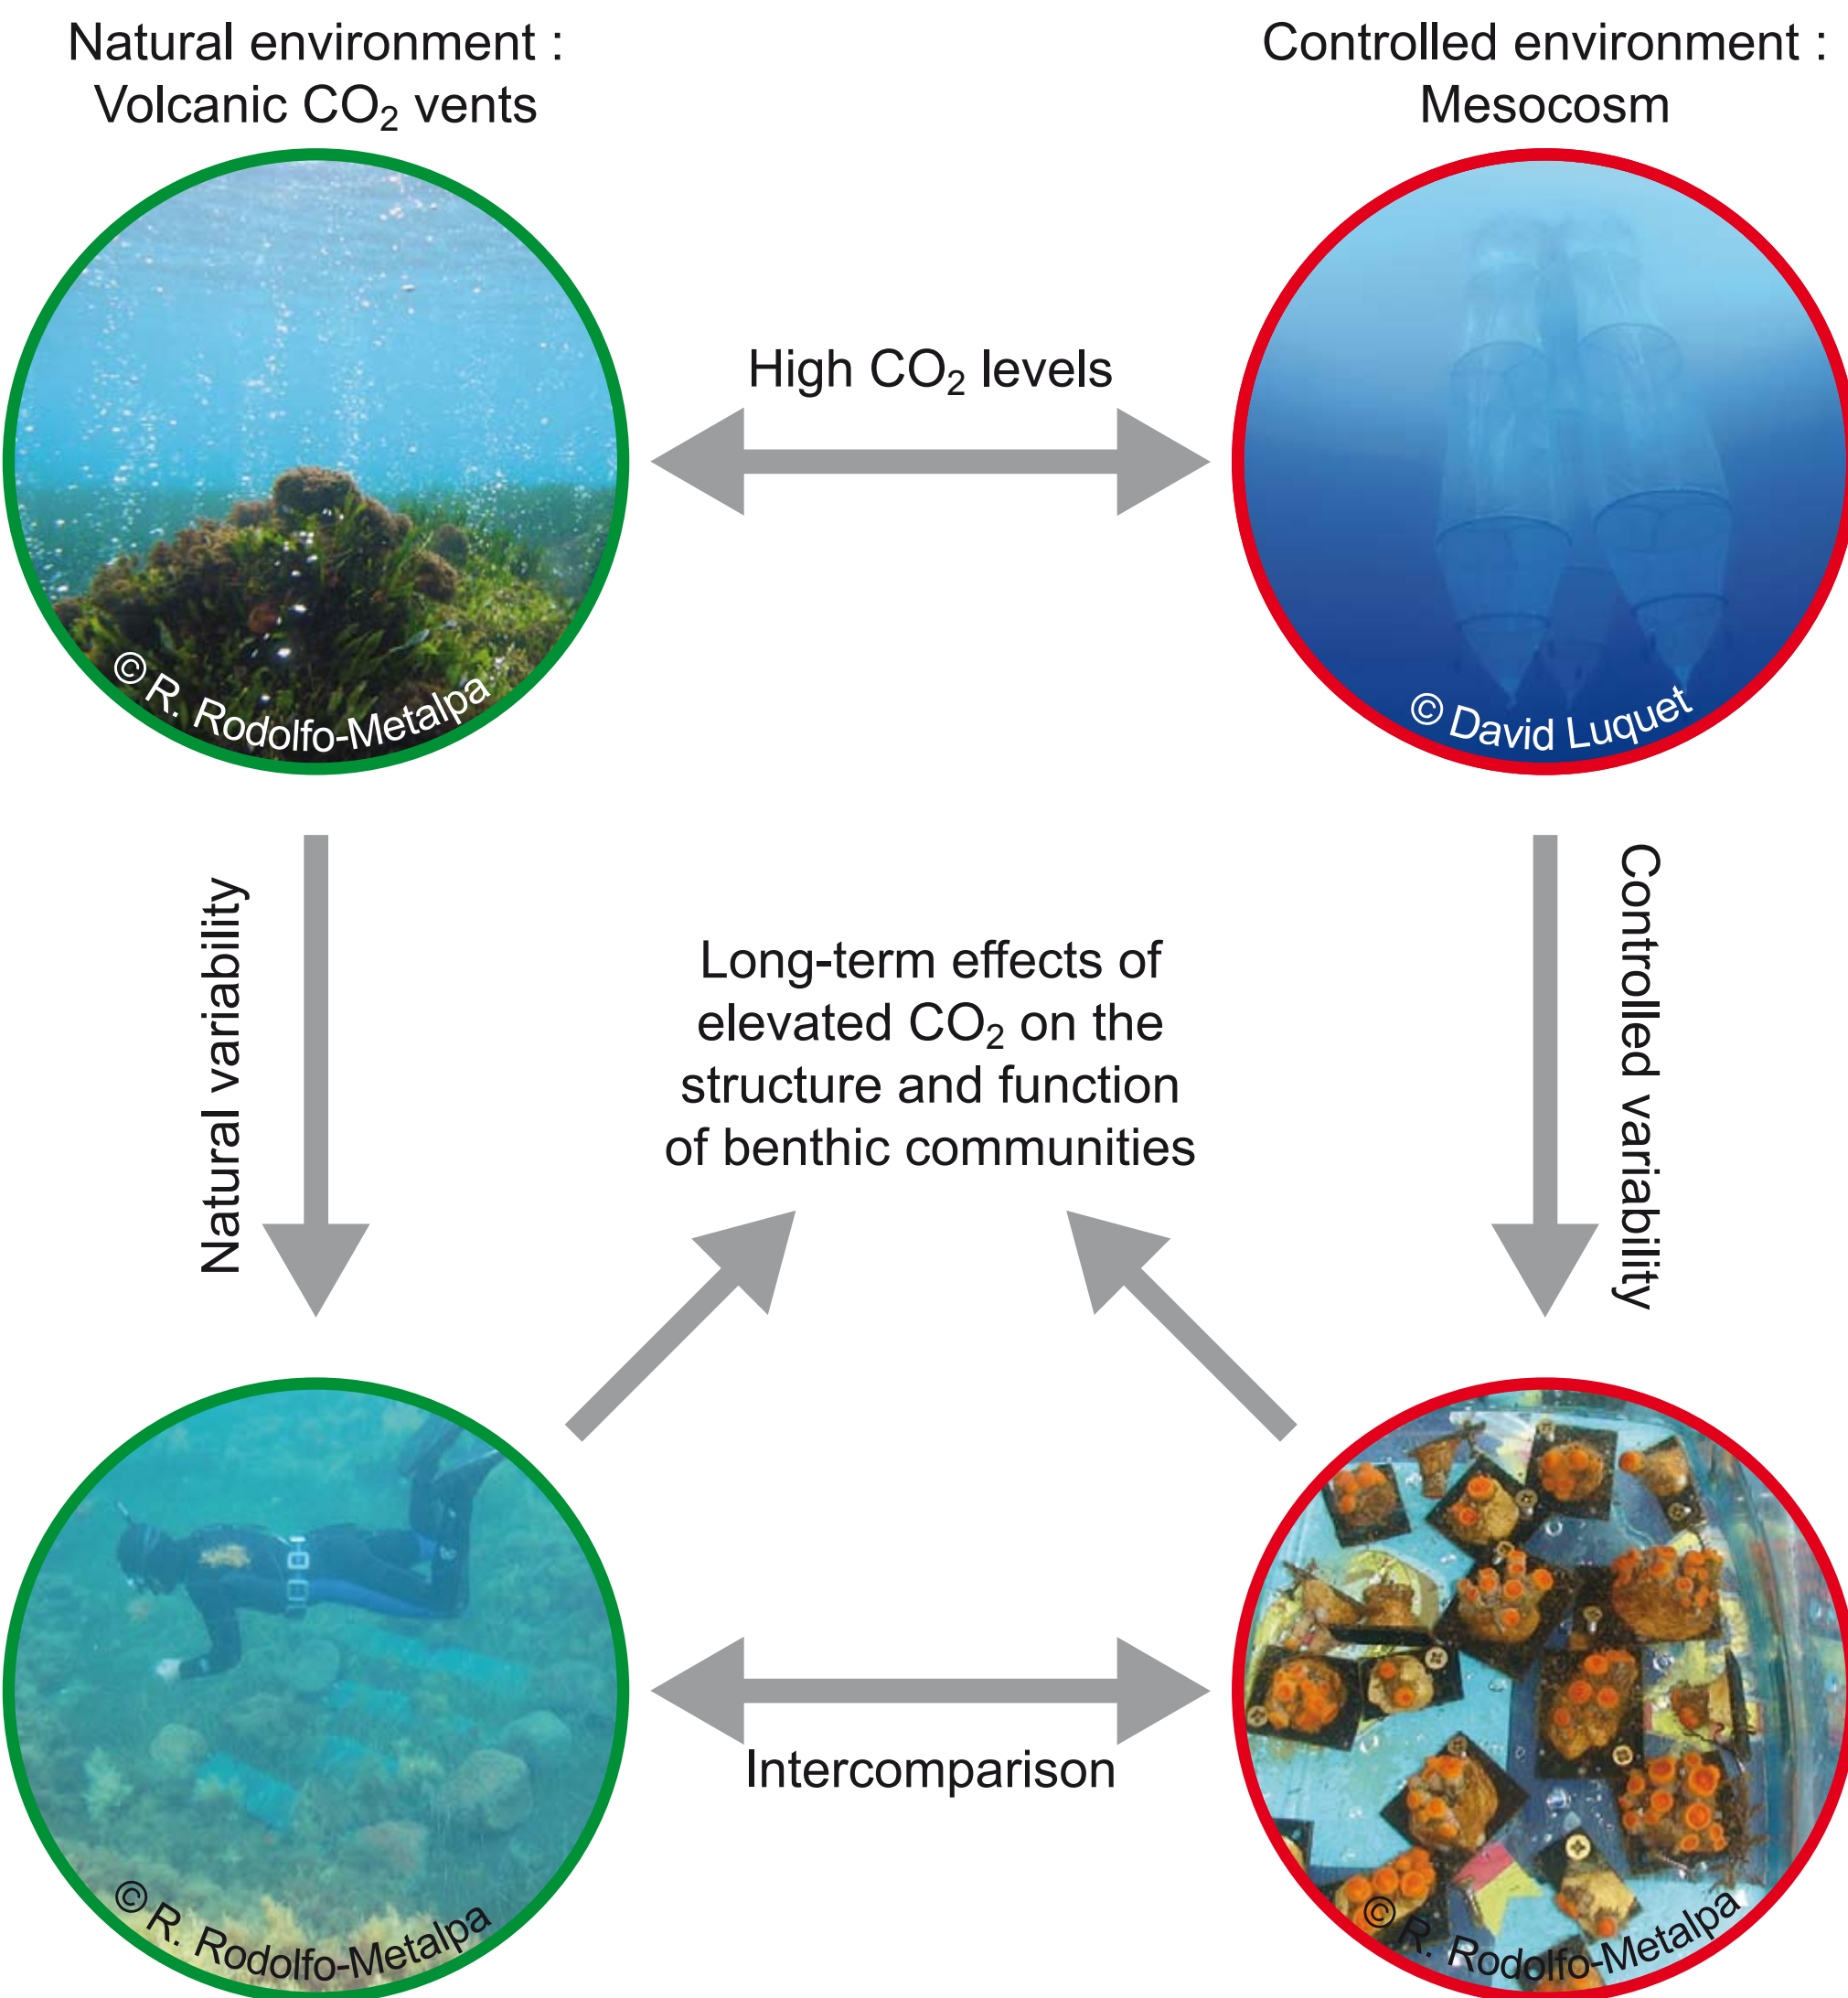 Natural environment :
Volcanic CO₂ vents
Controlled environment :
Mesocosm
© R. Rodolfo-Metalpa
High CO₂ levels
© David Luquet
Natural variability
Long-term effects of
elevated CO₂ on the
structure and function
of benthic communities
Controlled variability
© R. Rodolfo-Metalpa
Intercomparison
© R. Rodolfo-Metalpa